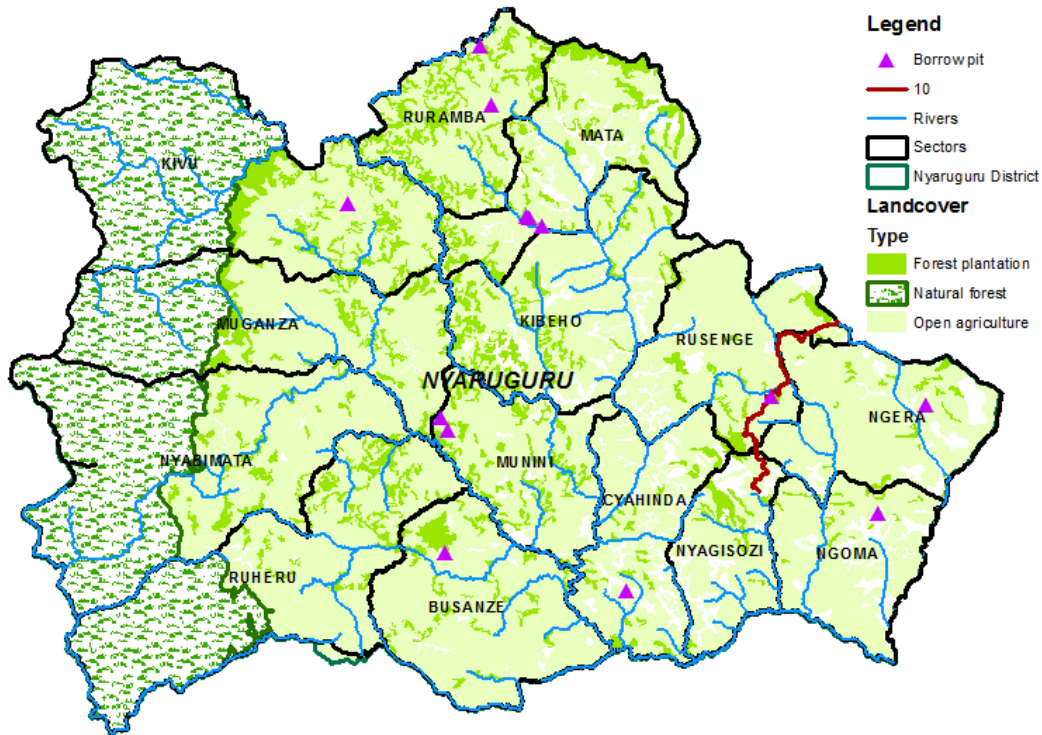 Legend
Borrow pit
10
Rivers
Sectors
Nyaruguru District
Landcover
Type
Forest plantation
Natural forest
Open agriculture
RURAMBA
MATA
KIVU
MUGANZA
KIBEHO
RUSENGE
NYARUGURU
NGERA
NYABIMATA
MUNINI
CYAHINDA
NYAGISOZI
NGOMA
RUHERU
BUSANZE